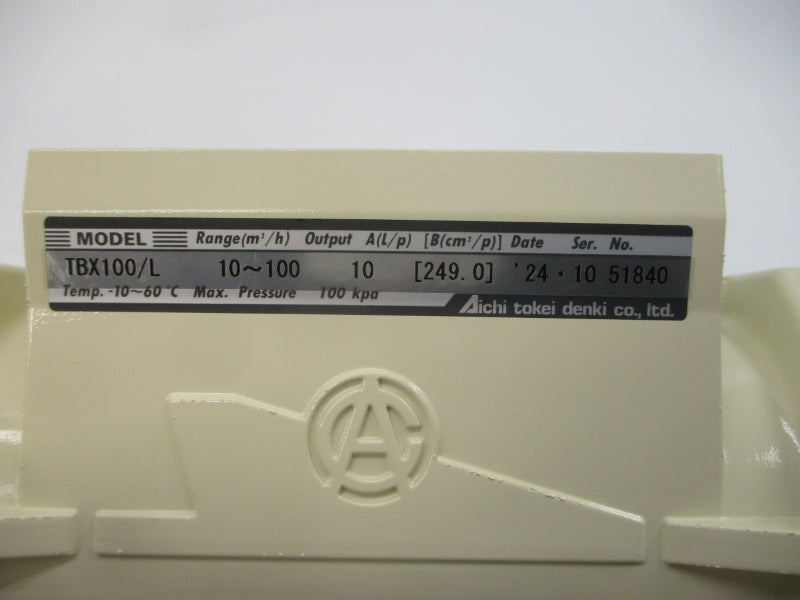 MODEL Range(m³/h) Output A(L/p) [B(cm³/p)] Date Ser. No.
TBX100/L 10～100 10 [249.0] '24・10 51840
Temp. -10～60℃ Max. Pressure 100 kpa
Aichi tokei denki co., ltd.
AC